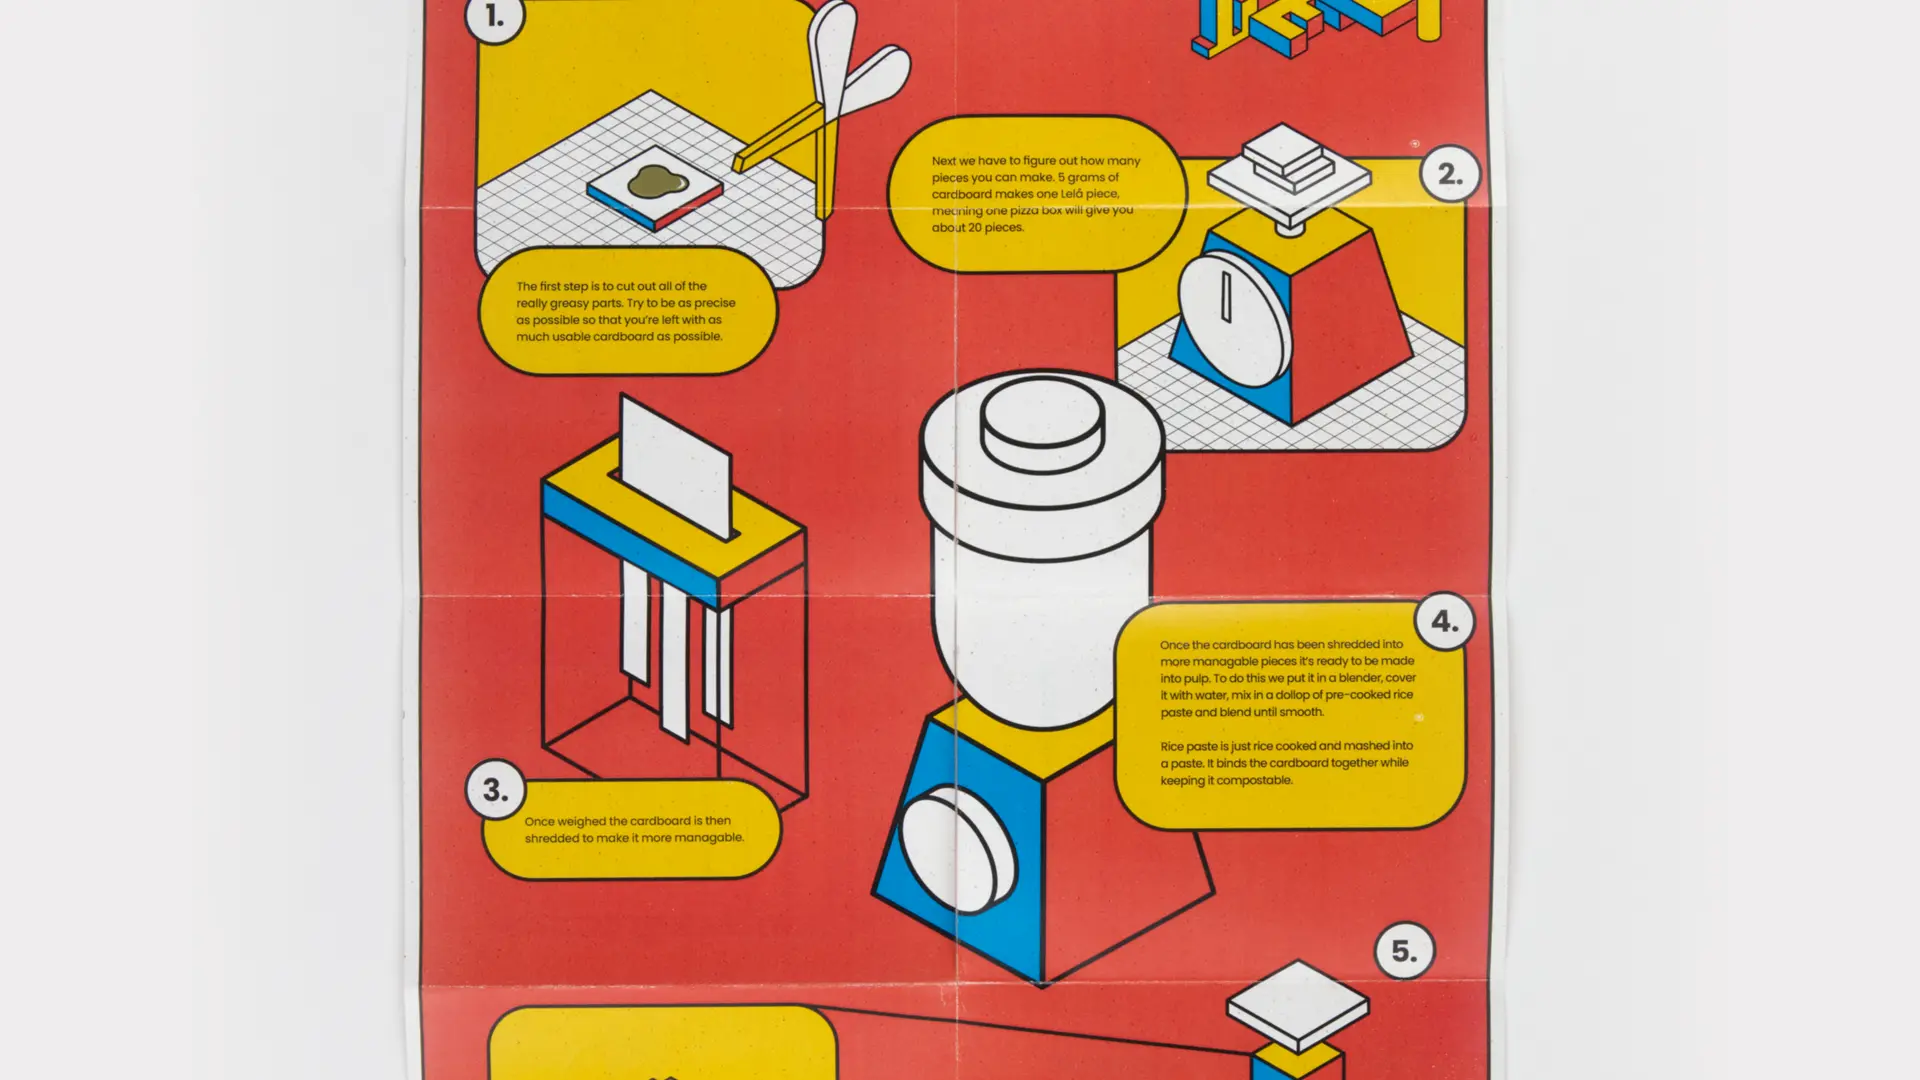 1.
The first step is to cut out all of the
really greasy parts. Try to be as precise
as possible so that you're left with as
much usable cardboard as possible.
2.
Next we have to figure out how many
pieces you can make. 5 grams of
cardboard makes one Lelá piece,
meaning one pizza box will give you
about 20 pieces.
3.
Once weighed the cardboard is then
shredded to make it more managable.
4.
Once the cardboard has been shredded into
more managable pieces it's ready to be made
into pulp. To do this we put it in a blender, cover
it with water, mix in a dollop of pre-cooked rice
paste and blend until smooth.
Rice paste is just rice cooked and mashed into
a paste. It binds the cardboard together while
keeping it compostable.
5.